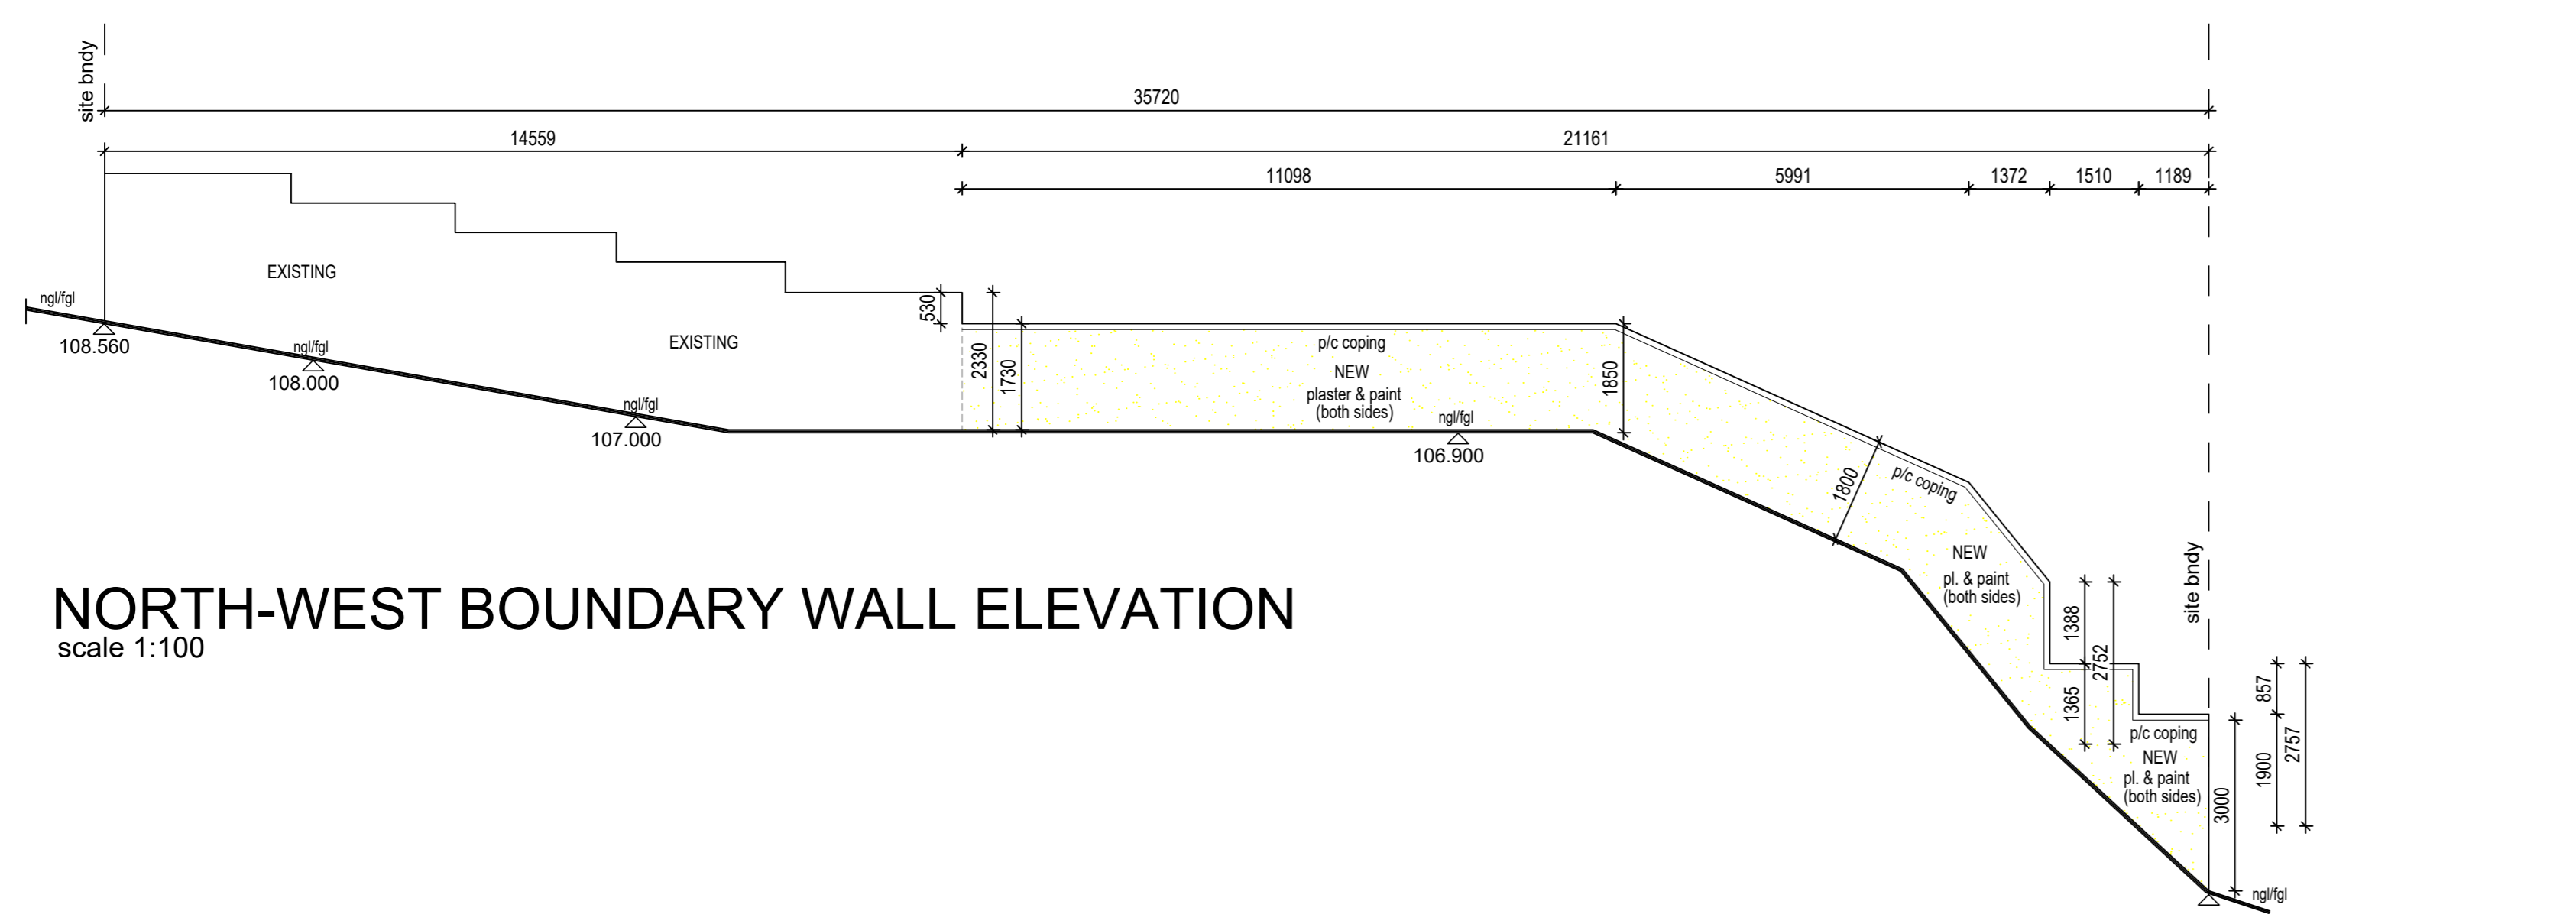 site bndy
35720
14559
21161
11098
5991
1372
1510
1189
EXISTING
ngl/fgl
108.560
ngl/fgl
108.000
ngl/fgl
107.000
EXISTING
530
2330
1730
p/c coping
NEW
plaster & paint
(both sides)
ngl/fgl
106.900
1850
1800
p/c coping
NEW
pl. & paint
(both sides)
site bndy
1388
2752
1365
857
2757
1900
p/c coping
NEW
pl. & paint
(both sides)
3000
ngl/fgl
NORTH-WEST BOUNDARY WALL ELEVATION
scale 1:100